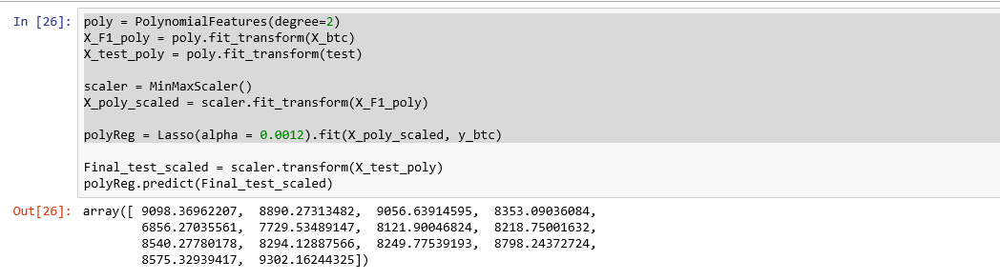 In [26]: poly = PolynomialFeatures(degree=2)
X_F1_poly = poly.fit_transform(X_btc)
X_test_poly = poly.fit_transform(test)
scaler = MinMaxScaler()
X_poly_scaled = scaler.fit_transform(X_F1_poly)
polyReg = Lasso(alpha = 0.0012).fit(X_poly_scaled, y_btc)
Final_test_scaled = scaler.transform(X_test_poly)
polyReg.predict(Final_test_scaled)
Out[26]: array([ 9098.36962207, 8890.27313482, 9056.63914595, 8353.09036084,
6856.27035561, 7729.53489147, 8121.90046824, 8218.75001632,
8540.27780178, 8294.12887566, 8249.77539193, 8798.24372724,
8575.32939417, 9302.16244325])